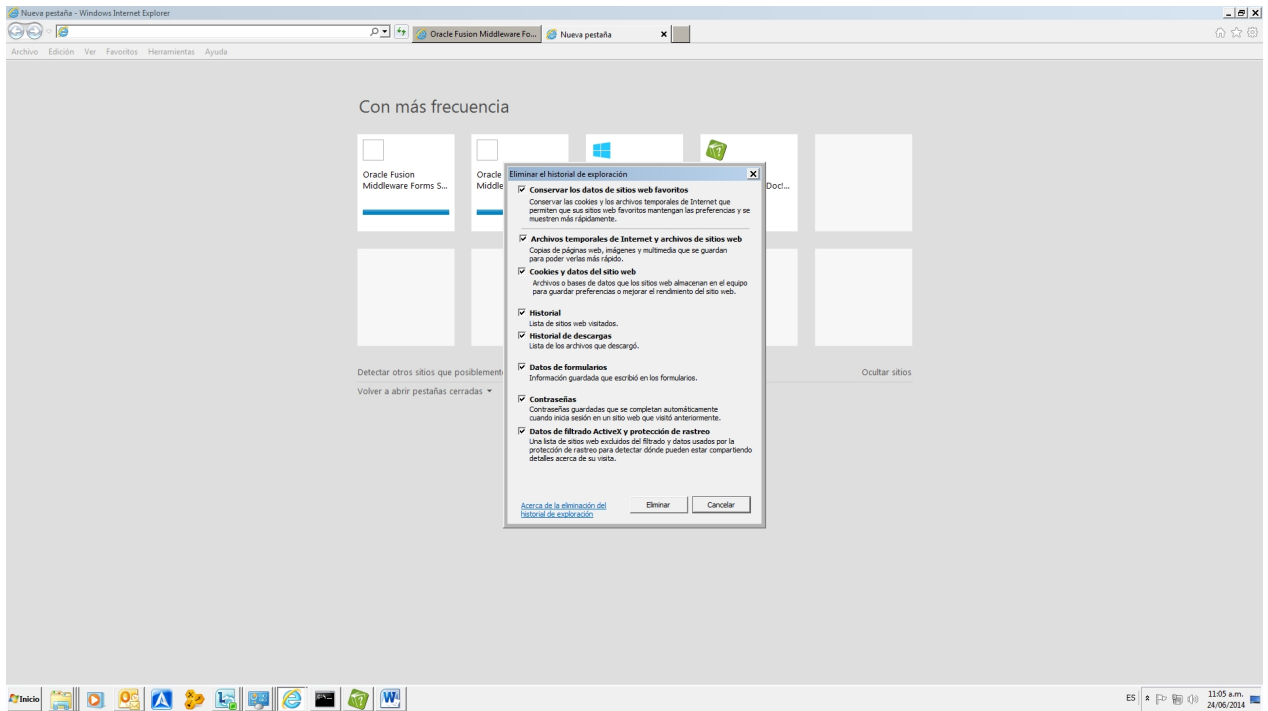 Nueva pestaña - Windows Internet Explorer
Oracle Fusion Middleware Fo...
Nueva pestaña
Archivo Edición Ver Favoritos Herramientas Ayuda
Con más frecuencia
Oracle Fusion
Middleware Forms S...
Oracle
Middle
Doc!...
Eliminar el historial de exploración
Conservar los datos de sitios web favoritos
Conservar las cookies y los archivos temporales de Internet que
permiten que sus sitios web favoritos mantengan las preferencias y se
muestren más rápidamente.
Archivos temporales de Internet y archivos de sitios web
Copias de páginas web, imágenes y multimedia que se guardan
para poder verlas más rápido.
Cookies y datos del sitio web
Archivos o bases de datos que los sitios web almacenan en el equipo
para guardar preferencias o mejorar el rendimiento del sitio web.
Historial
Lista de sitios web visitados.
Historial de descargas
Lista de los archivos que descargó.
Datos de formularios
Información guardada que escribió en los formularios.
Contraseñas
Contraseñas guardadas que se completan automáticamente
cuando inicia sesión en un sitio web que visitó anteriormente.
Datos de filtrado ActiveX y protección de rastreo
Una lista de sitios web excluidos del filtrado y datos usados por la
protección de rastreo para detectar dónde pueden estar compartiendo
detalles acerca de su visita.
Acerca de la eliminación del
historial de exploración
Eliminar
Cancelar
Detectar otros sitios que posiblement
Ocultar sitios
Volver a abrir pestañas cerradas
Inicio
ES
11:05 a.m.
24/06/2014